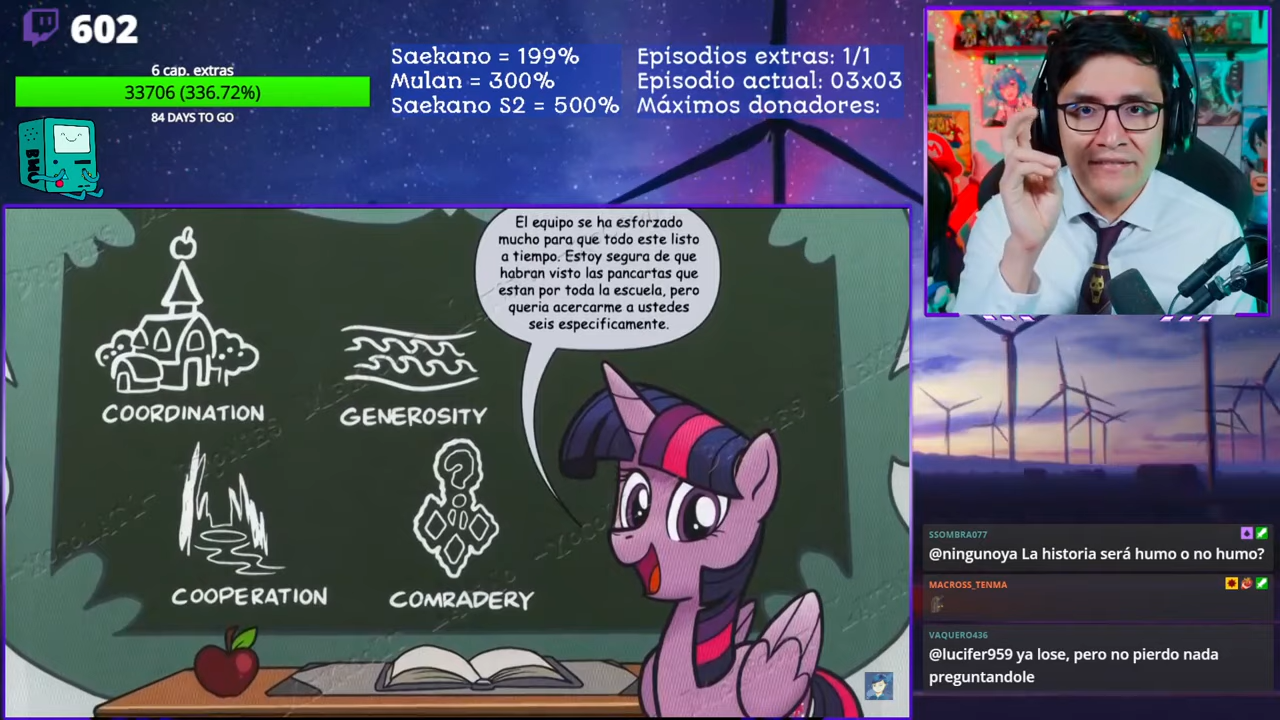 602
6 cap. extras
33706 (336.72%)
84 DAYS TO GO
BMO
Saekano = 199%
Mulan = 300%
Saekano S2 = 500%
Episodios extras: 1/1
Episodio actual: 03x03
Máximos donadores:
El equipo se ha esforzado
mucho para que todo este listo
a tiempo. Estoy segura de que
habran visto las pancartas que
estan por toda la escuela, pero
queria acercarme a ustedes
seis especificamente.
COORDINATION
GENEROSITY
COOPERATION
COMRADERY
SSOMBRA077
@ningunoya La historia será humo o no humo?
MACROSS_TENMA
VAQUERO436
@lucifer959 ya lose, pero no pierdo nada
preguntandole